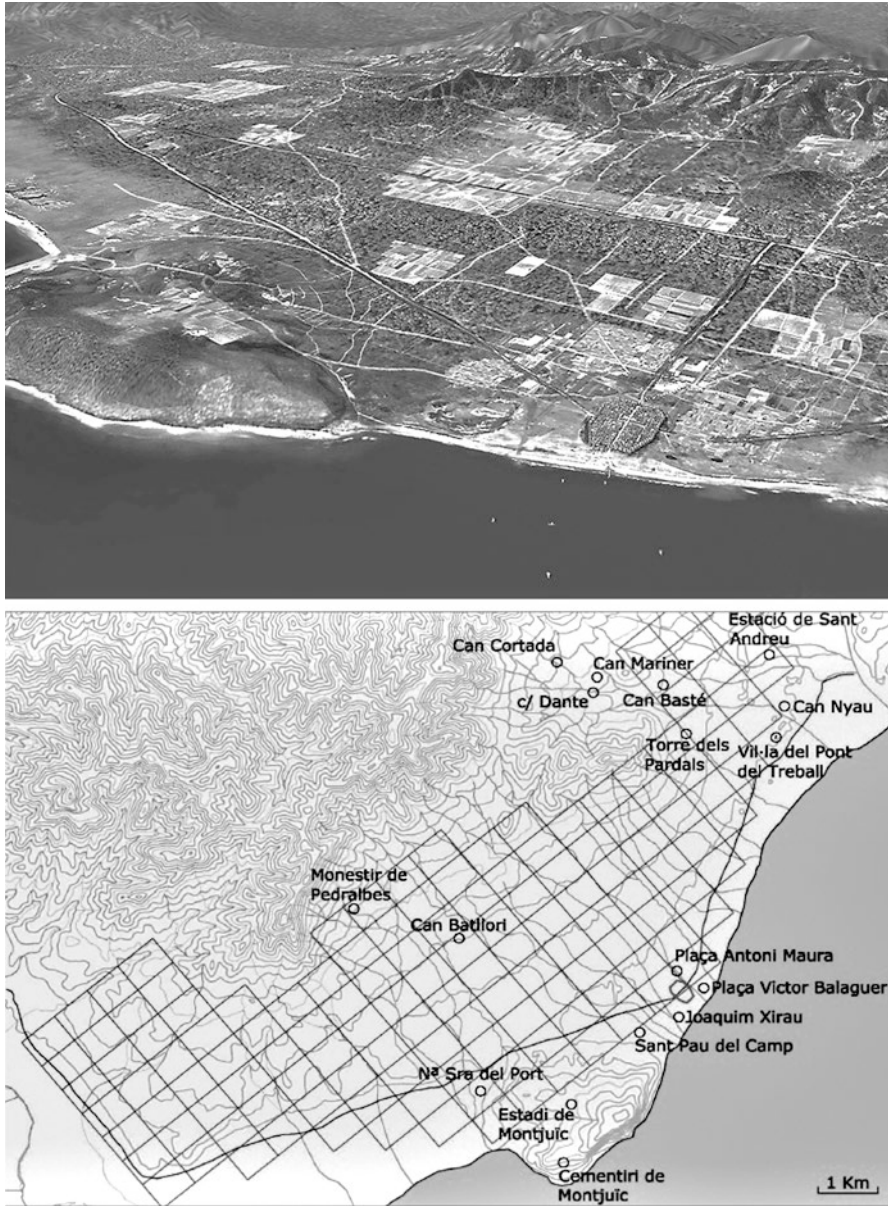 Estació de Sant
Andreu
Can Cortada
Can Mariner
c/ Dante
Can Basté
Can Nyau
Torre dels
Pardals
Vil·la del Pont
del Treball
Monestir de
Pedralbes
Can Batllori
Plaça Antoni Maura
Plaça Victor Balaguer
Joaquim Xirau
Sant Pau del Camp
Nª Sra del Port
Estadi de
Montjuïc
Cementiri de
Montjuïc
1 Km